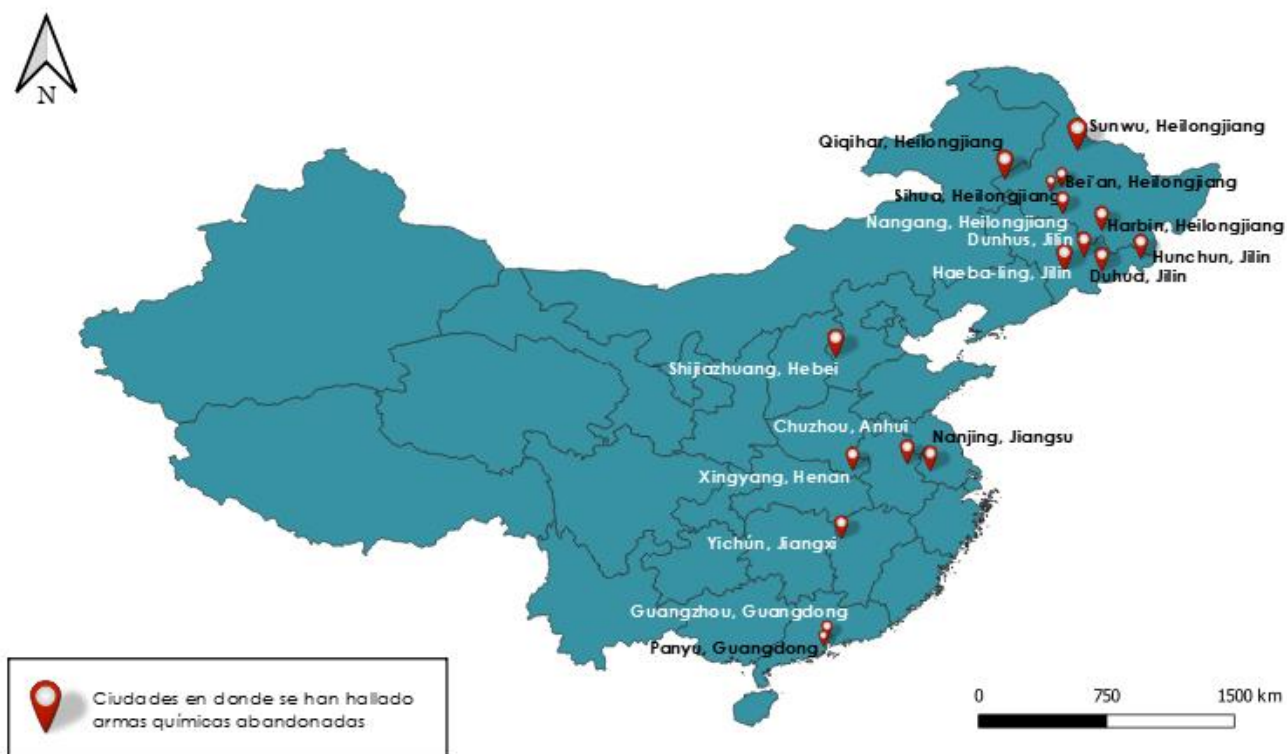 N
Sunwu, Heilongjiang
Qiqihar, Heilongjiang
Bei'an, Heilongjiang
Sihua, Heilongjiang
Nangang, Heilongjiang
Harbin, Heilongjiang
Dunhus, Jilin
Hunchun, Jilin
Haeba-ling, Jilin
Duhua, Jilin
Shijiazhuang, Hebei
Chuzhou, Anhui
Nanjing, Jiangsu
Xingyang, Henan
Yichún, Jiangxi
Guangzhou, Guangdong
Panyu, Guangdong
Ciudades en donde se han hallado
armas químicas abandonadas
0 750 1500 km